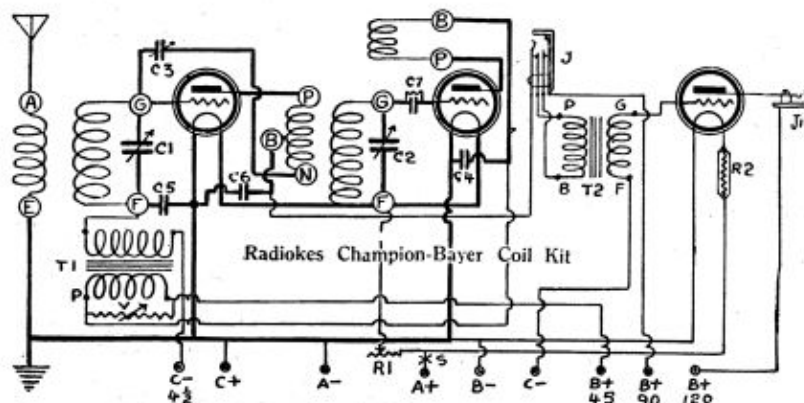 A
E
C3
G
C1
F
C5
C6
P
B
N
B
P
G
C7
C2
F
C4
J
P
G
B
T2
F
R2
J1
T1
P
V
Radiokes Champion-Bayer Coil Kit
R1
S
C-
4½
C+
A-
A+
B-
C-
B+
45
B+
90
B+
120